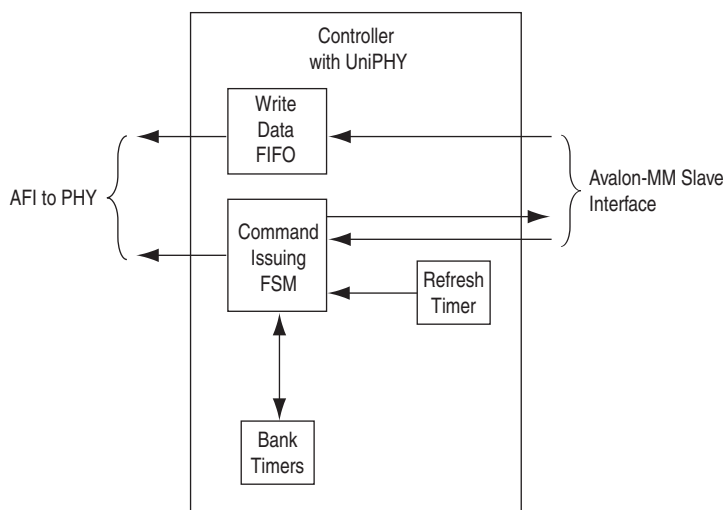 Controller
with UniPHY
Write
Data
FIFO
AFI to PHY
Avalon-MM Slave
Interface
Command
Issuing
FSM
Refresh
Timer
Bank
Timers